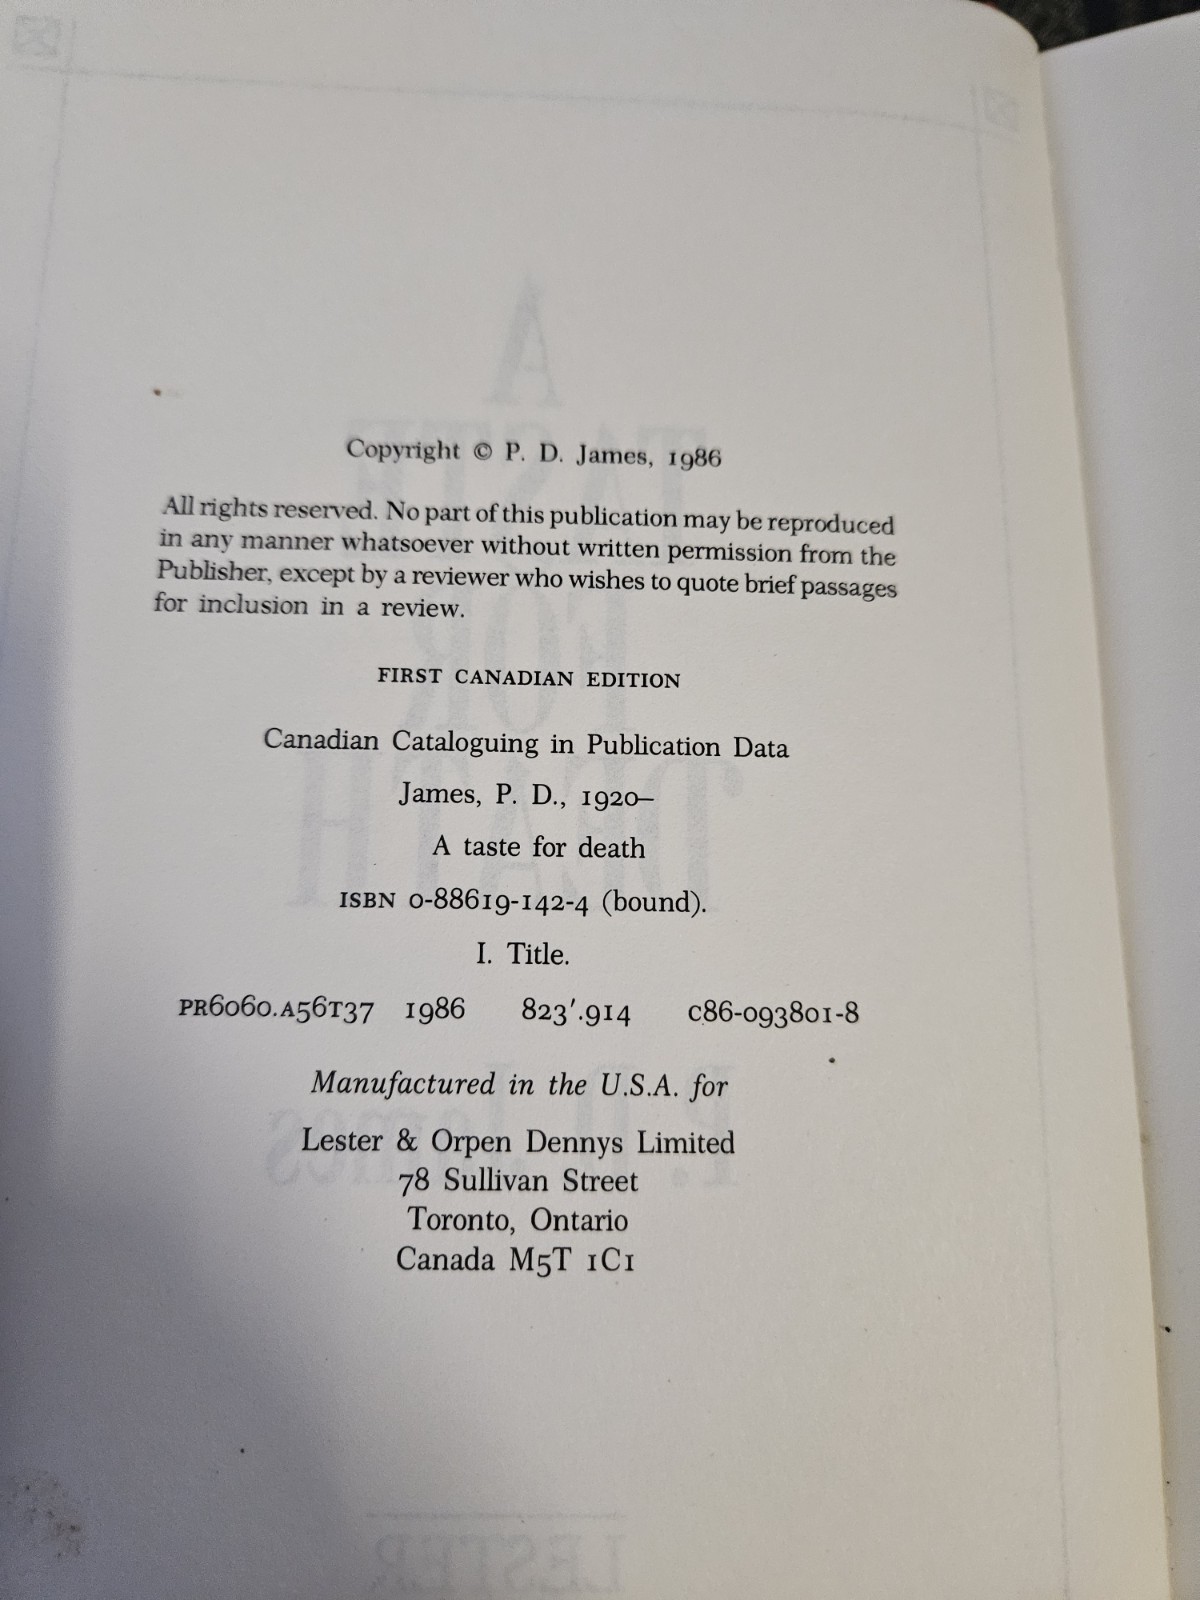 Copyright © P. D. James, 1986
All rights reserved. No part of this publication may be reproduced
in any manner whatsoever without written permission from the
Publisher, except by a reviewer who wishes to quote brief passages
for inclusion in a review.
FIRST CANADIAN EDITION
Canadian Cataloguing in Publication Data
James, P. D., 1920–
A taste for death
ISBN 0-88619-142-4 (bound).
I. Title.
PR6060.A56T37 1986 823'.914 C86-093801-8
Manufactured in the U.S.A. for
Lester & Orpen Dennys Limited
78 Sullivan Street
Toronto, Ontario
Canada M5T 1C1